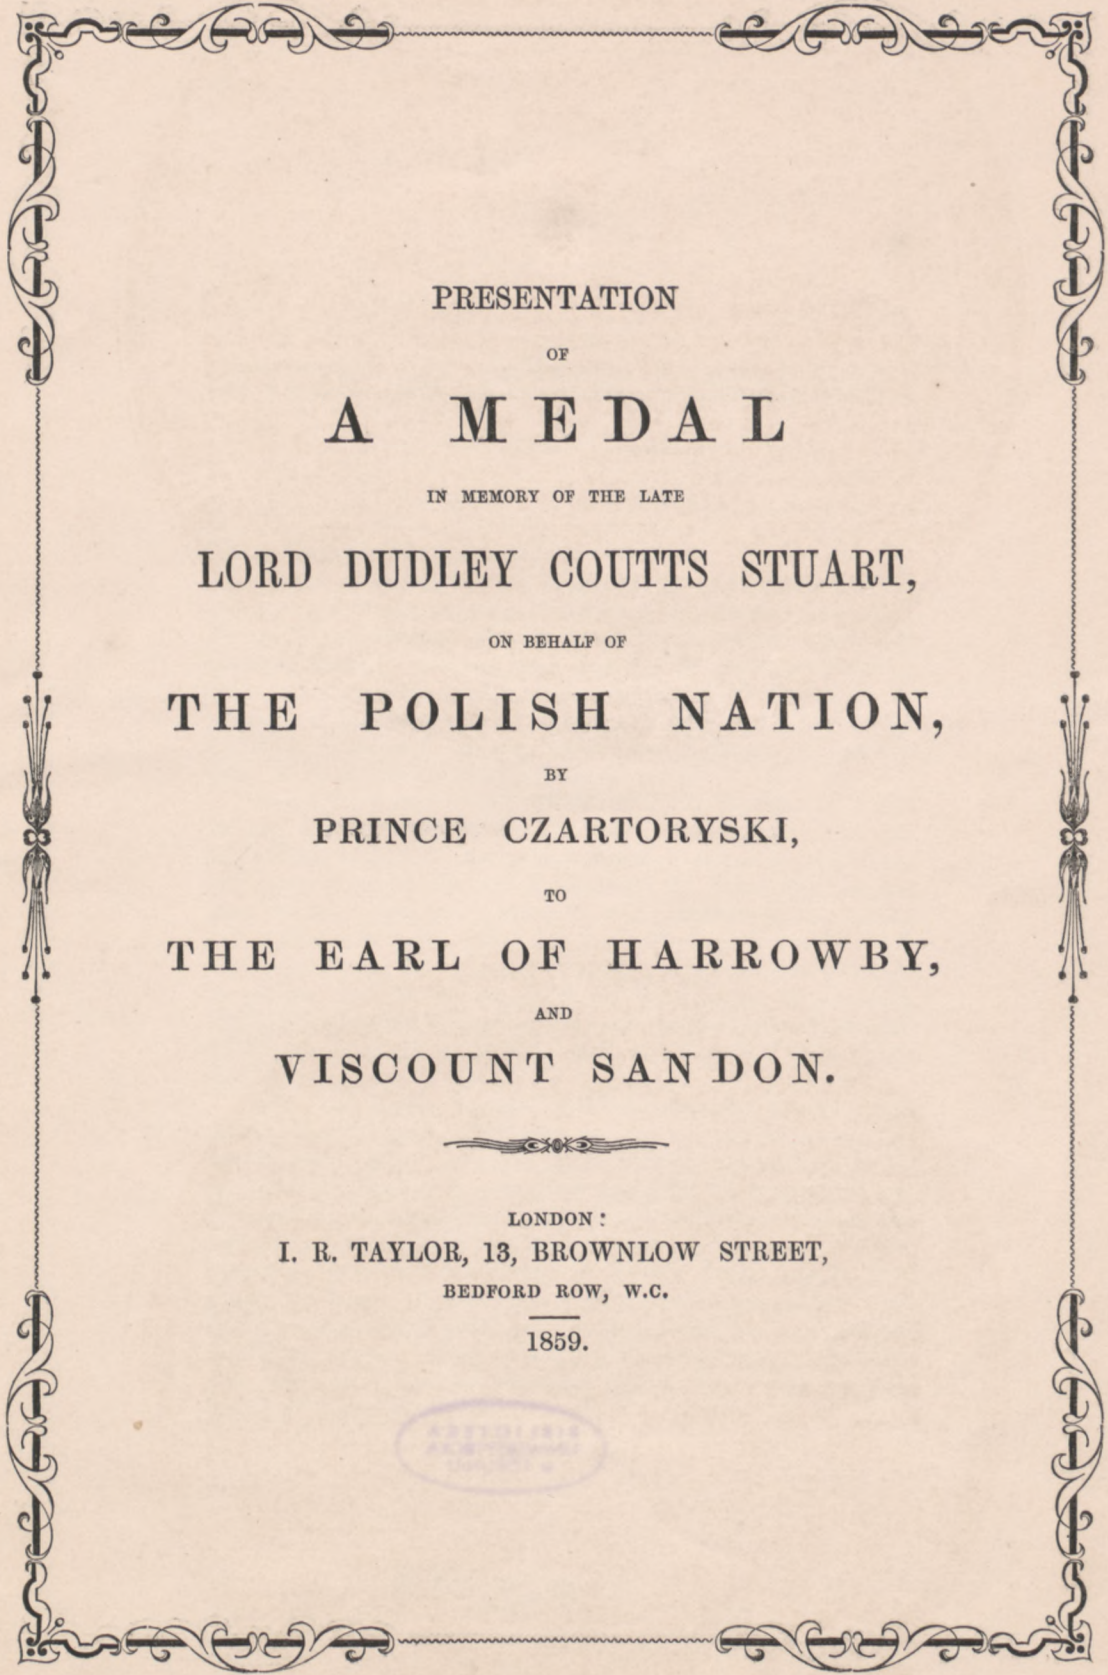 PRESENTATION
OF
A MEDAL
IN MEMORY OF THE LATE
LORD DUDLEY COUTTS STUART,
ON BEHALF OF
THE POLISH NATION,
BY
PRINCE CZARTORYSKI,
TO
THE EARL OF HARROWBY,
AND
VISCOUNT SANDON.
LONDON:
I. R. TAYLOR, 13, BROWNLOW STREET,
BEDFORD ROW, W.C.
1859.